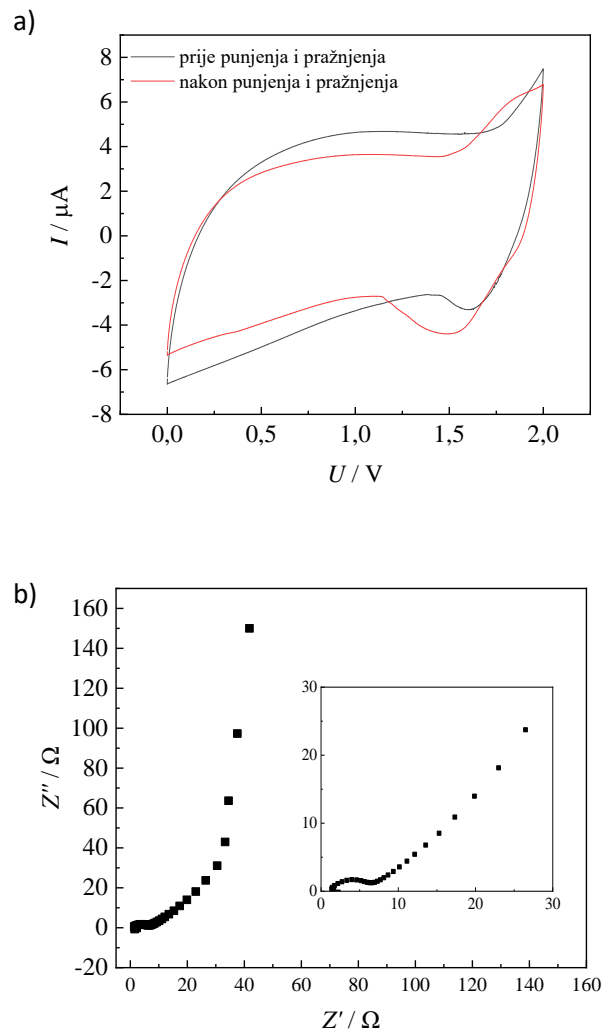 a)
prije punjenja i pražnjenja
nakon punjenja i pražnjenja
8
6
4
2
0
-2
-4
-6
-8
I / µA
0,0 0,5 1,0 1,5 2,0
U / V
b)
160
140
120
100
80
60
40
20
0
-20
Z'' / Ω
30
20
10
0
0 10 20 30
0 20 40 60 80 100 120 140 160
Z' / Ω